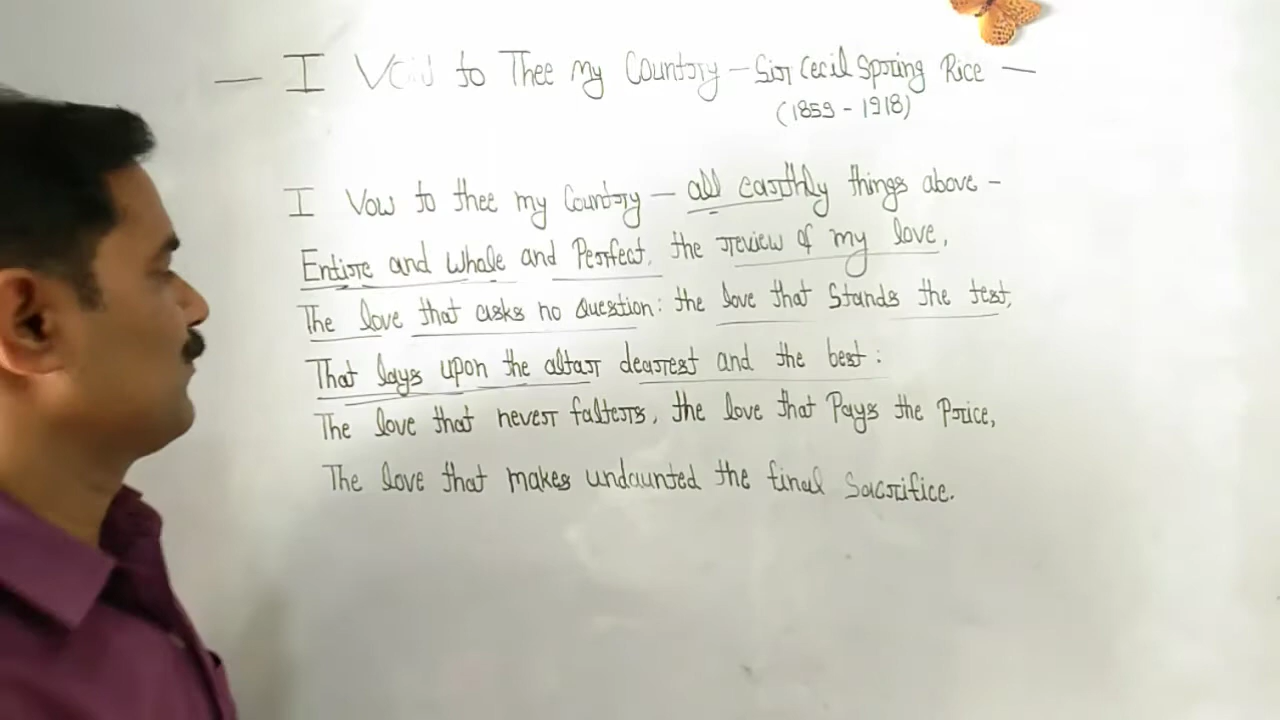 — I to Thee My Country — Sir Cecil Spring Rice —
(1859 - 1918)
I Vow to thee my Country — all earthly things above -
Entire and whole and Perfect, the review of my love,
The love that asks no Question: the love that Stands the test,
That lays upon the altar dearest and the best:
The love that never falters, the love that Pays the Price,
The love that makes undaunted the final Sacrifice.